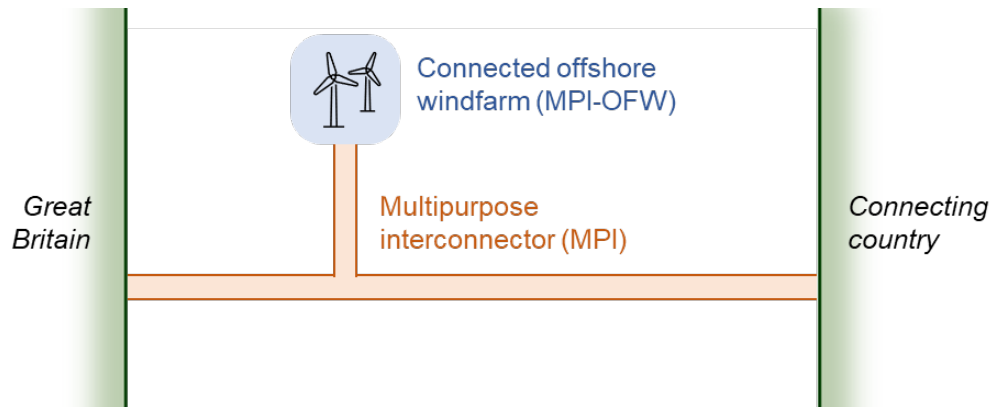 Connected offshore
windfarm (MPI-OFW)
Great
Britain
Multipurpose
interconnector (MPI)
Connecting
country